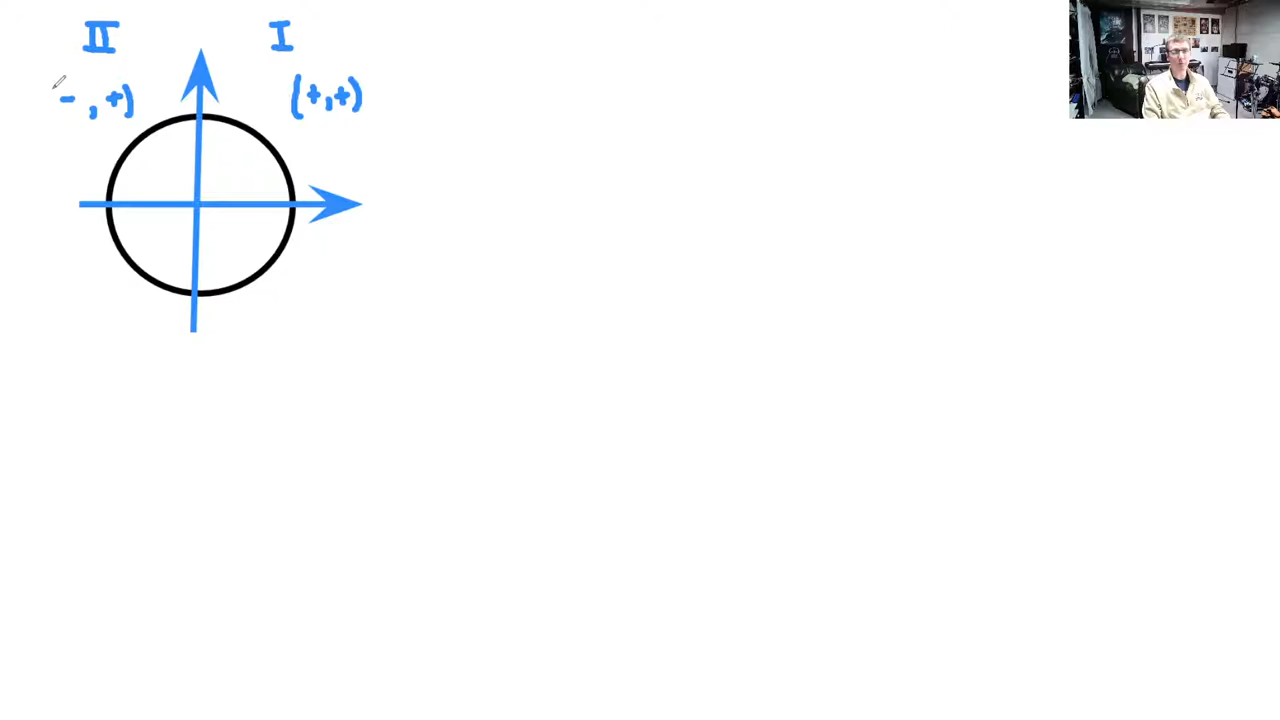 II I
- , +) (+,+)